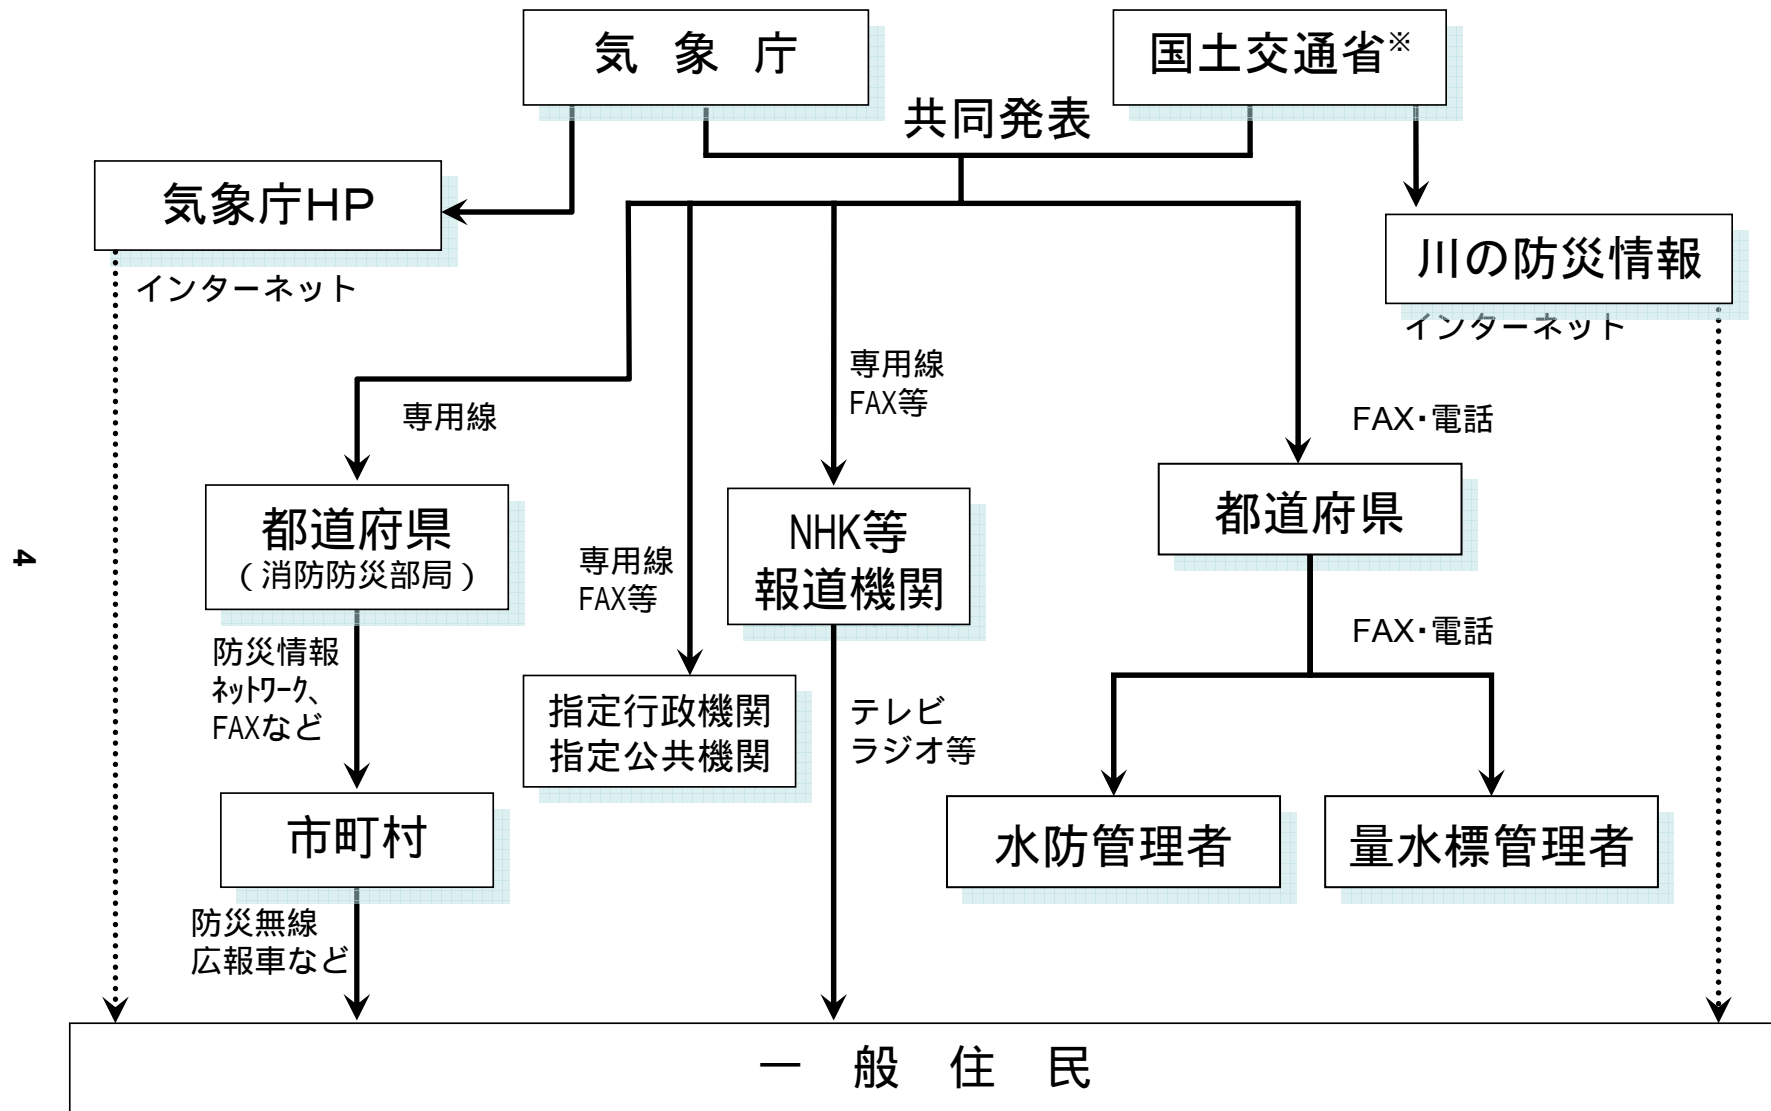 気 象 庁
国土交通省※
共同発表
気象庁HP
インターネット
川の防災情報
インターネット
専用線
専用線
FAX等
FAX・電話
都道府県
（消防防災部局）
専用線
FAX等
NHK等
報道機関
都道府県
防災情報
ネットワーク、
FAXなど
指定行政機関
指定公共機関
テレビ
ラジオ等
FAX・電話
市町村
水防管理者
量水標管理者
防災無線
広報車など
一 般 住 民
4